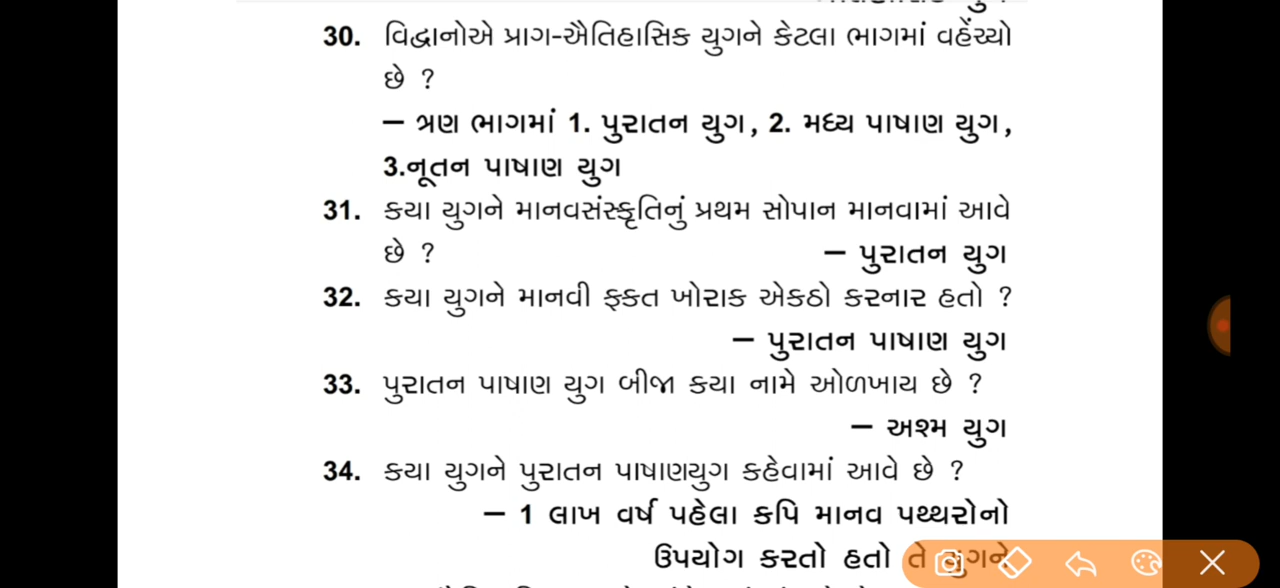 30. વિદ્વાનોએ પ્રાગ-ઐતિહાસિક યુગને કેટલા ભાગમાં વહેંચ્યો
છે ?
– ત્રણ ભાગમાં 1. પુરાતન યુગ, 2. મધ્ય પાષાણ યુગ,
3.નૂતન પાષાણ યુગ
31. કયા યુગને માનવસંસ્કૃતિનું પ્રથમ સોપાન માનવામાં આવે
છે ? – પુરાતન યુગ
32. કયા યુગને માનવી ફકત ખોરાક એકઠો કરનાર હતો ?
– પુરાતન પાષાણ યુગ
33. પુરાતન પાષાણ યુગ બીજા કયા નામે ઓળખાય છે ?
– અશ્મ યુગ
34. કયા યુગને પુરાતન પાષાણયુગ કહેવામાં આવે છે ?
– 1 લાખ વર્ષ પહેલા કપિ માનવ પથ્થરોનો
ઉપયોગ કરતો હતો તે યુગને